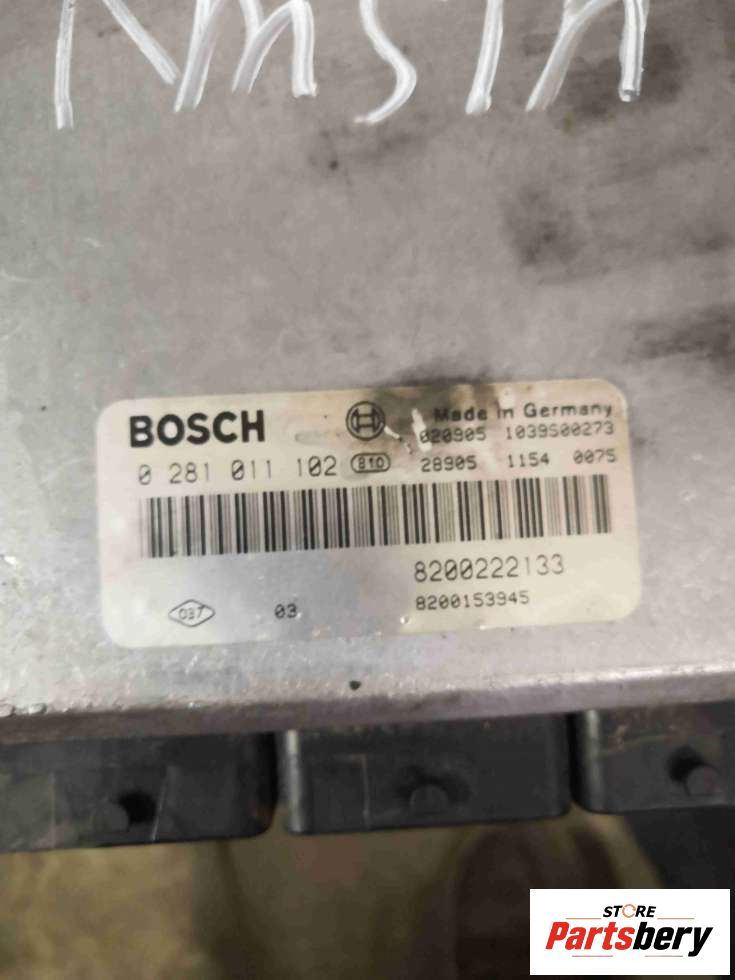 BOSCH
Made in Germany
020905 1039S00273
0 281 011 102 810 28905 1154 0075
8200222133
037 03 8200153945
STORE
Partsbery